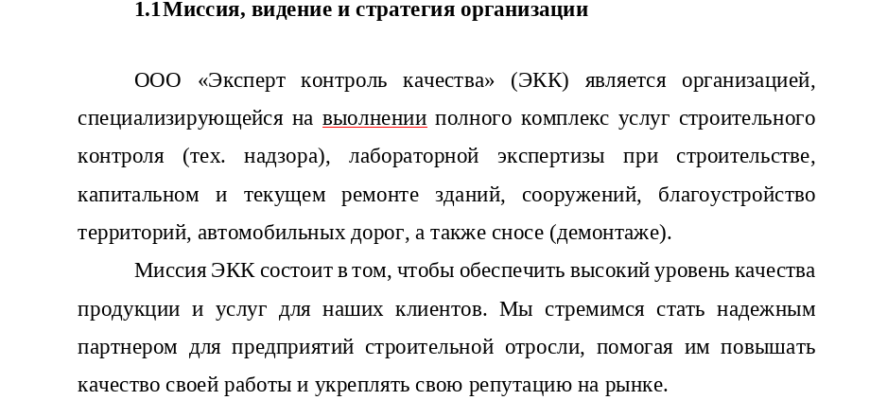 1.1Миссия, видение и стратегия организации
ООО «Эксперт контроль качества» (ЭКК) является организацией,
специализирующейся на выолнении полного комплекс услуг строительного
контроля (тех. надзора), лабораторной экспертизы при строительстве,
капитальном и текущем ремонте зданий, сооружений, благоустройство
территорий, автомобильных дорог, а также сносе (демонтаже).
Миссия ЭКК состоит в том, чтобы обеспечить высокий уровень качества
продукции и услуг для наших клиентов. Мы стремимся стать надежным
партнером для предприятий строительной отросли, помогая им повышать
качество своей работы и укреплять свою репутацию на рынке.